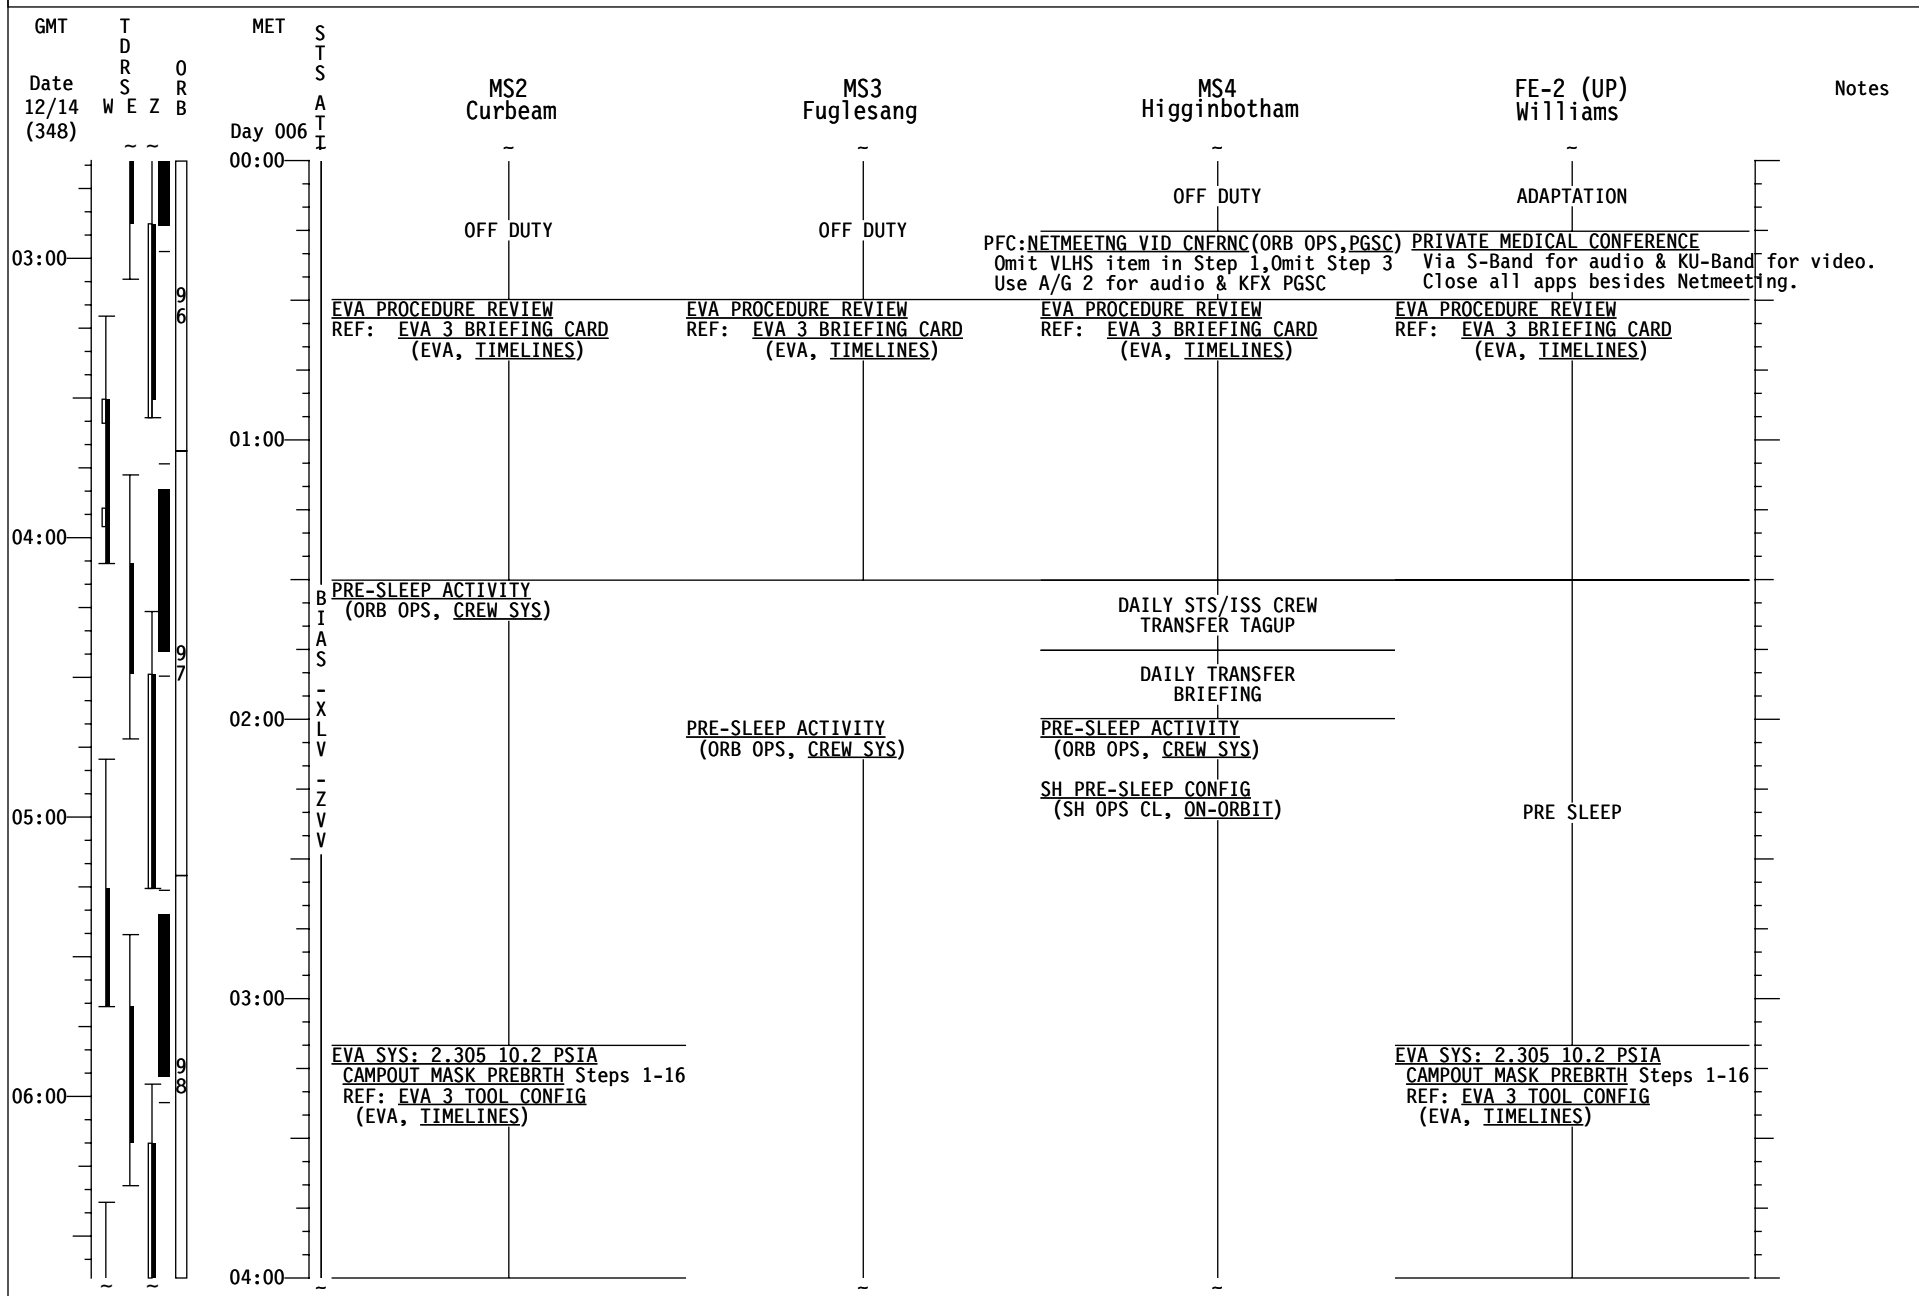 GMT
TDRS
MET
STS ATT
ORB
Date
12/14
(348)
W E Z
Day 006
MS2
Curbeam
MS3
Fuglesang
MS4
Higginbotham
FE-2 (UP)
Williams
Notes
~ ~
~ ~ ~ ~ ~
00:00
OFF DUTY
ADAPTATION
OFF DUTY
OFF DUTY
PFC:NETMEETNG VID CNFRNC(ORB OPS,PGSC)
Omit VLHS item in Step 1,Omit Step 3
Use A/G 2 for audio & KFX PGSC
PRIVATE MEDICAL CONFERENCE
Via S-Band for audio & KU-Band for video.
Close all apps besides Netmeeting.
03:00
96
EVA PROCEDURE REVIEW
REF: EVA 3 BRIEFING CARD
(EVA, TIMELINES)
EVA PROCEDURE REVIEW
REF: EVA 3 BRIEFING CARD
(EVA, TIMELINES)
EVA PROCEDURE REVIEW
REF: EVA 3 BRIEFING CARD
(EVA, TIMELINES)
EVA PROCEDURE REVIEW
REF: EVA 3 BRIEFING CARD
(EVA, TIMELINES)
01:00
04:00
BIAS -XLV -ZVV
PRE-SLEEP ACTIVITY
(ORB OPS, CREW SYS)
DAILY STS/ISS CREW
TRANSFER TAGUP
97
DAILY TRANSFER
BRIEFING
02:00
PRE-SLEEP ACTIVITY
(ORB OPS, CREW SYS)
PRE-SLEEP ACTIVITY
(ORB OPS, CREW SYS)
SH PRE-SLEEP CONFIG
(SH OPS CL, ON-ORBIT)
05:00
PRE SLEEP
03:00
EVA SYS: 2.305 10.2 PSIA
CAMPOUT MASK PREBRTH Steps 1-16
REF: EVA 3 TOOL CONFIG
(EVA, TIMELINES)
EVA SYS: 2.305 10.2 PSIA
CAMPOUT MASK PREBRTH Steps 1-16
REF: EVA 3 TOOL CONFIG
(EVA, TIMELINES)
98
06:00
04:00
~ ~ ~ ~ ~ ~